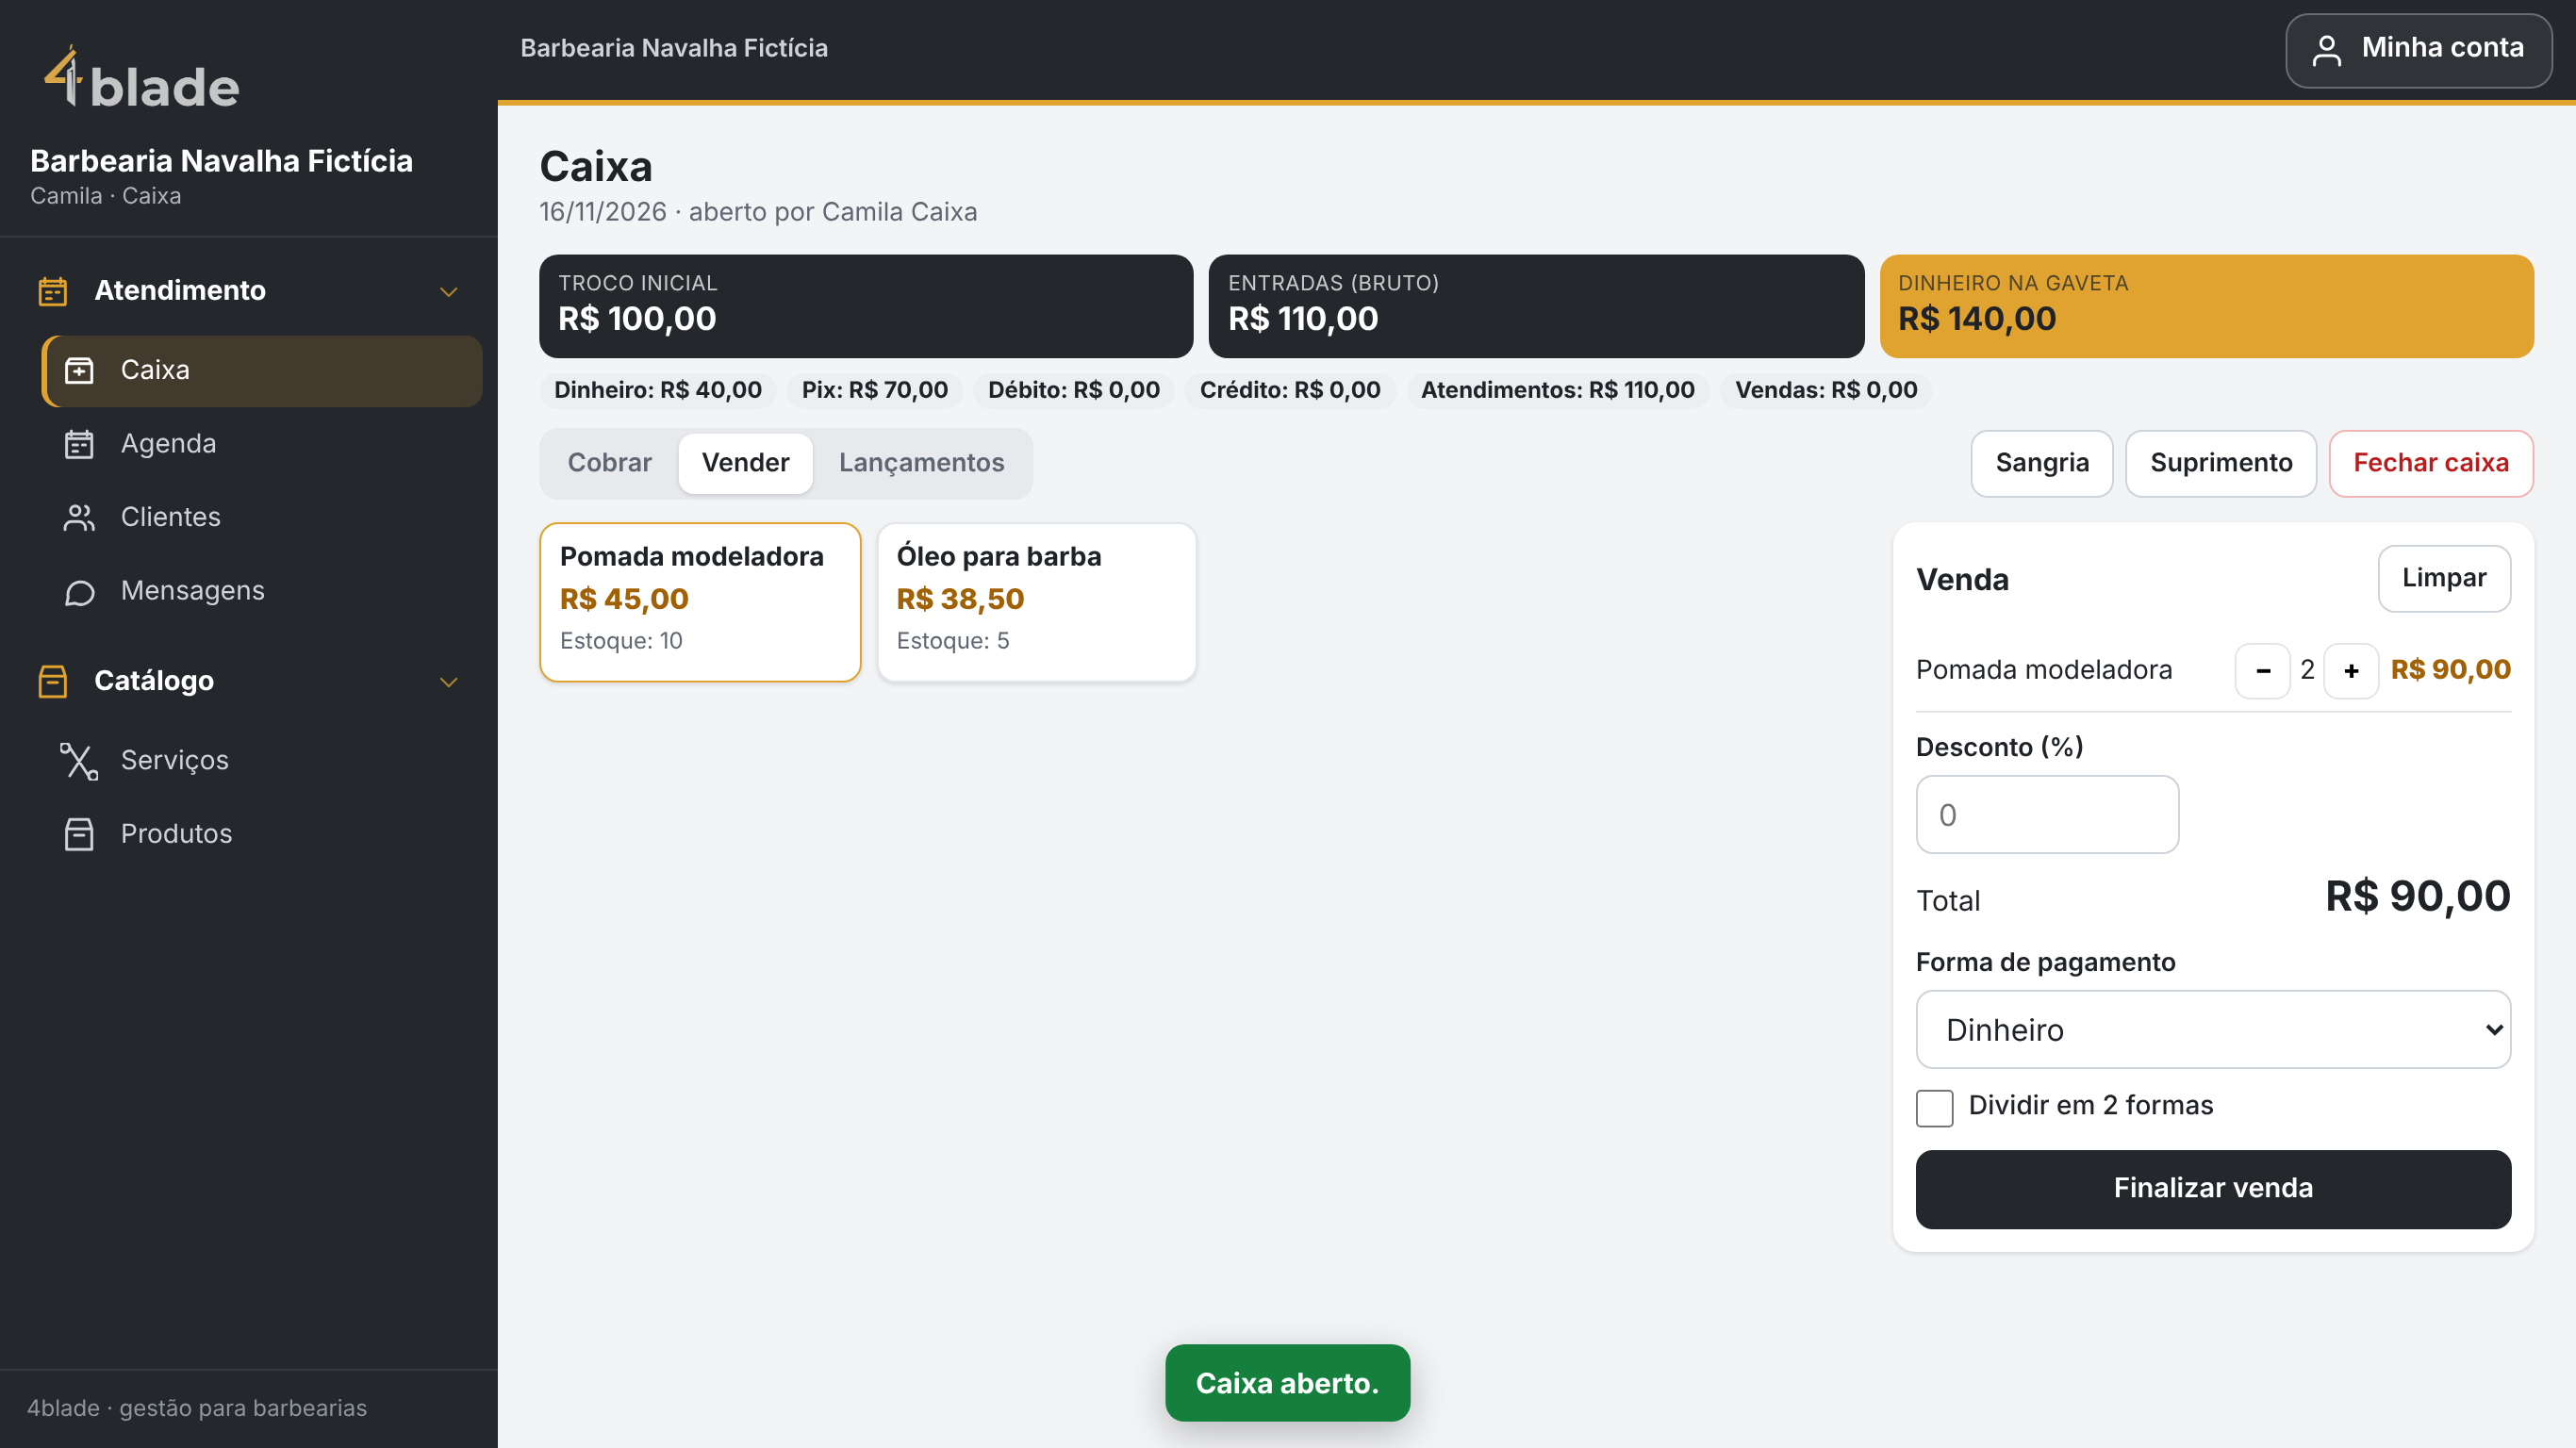 4blade
Barbearia Navalha Fictícia
Camila · Caixa
Atendimento
Caixa
Agenda
Clientes
Mensagens
Catálogo
Serviços
Produtos
4blade · gestão para barbearias
Barbearia Navalha Fictícia
Minha conta
Caixa
16/11/2026 · aberto por Camila Caixa
TROCO INICIAL
R$ 100,00
ENTRADAS (BRUTO)
R$ 110,00
DINHEIRO NA GAVETA
R$ 140,00
Dinheiro: R$ 40,00 Pix: R$ 70,00 Débito: R$ 0,00 Crédito: R$ 0,00 Atendimentos: R$ 110,00 Vendas: R$ 0,00
Cobrar Vender Lançamentos
Sangria Suprimento Fechar caixa
Pomada modeladora
R$ 45,00
Estoque: 10
Óleo para barba
R$ 38,50
Estoque: 5
Venda
Limpar
Pomada modeladora − 2 + R$ 90,00
Desconto (%)
0
Total R$ 90,00
Forma de pagamento
Dinheiro
Dividir em 2 formas
Finalizar venda
Caixa aberto.